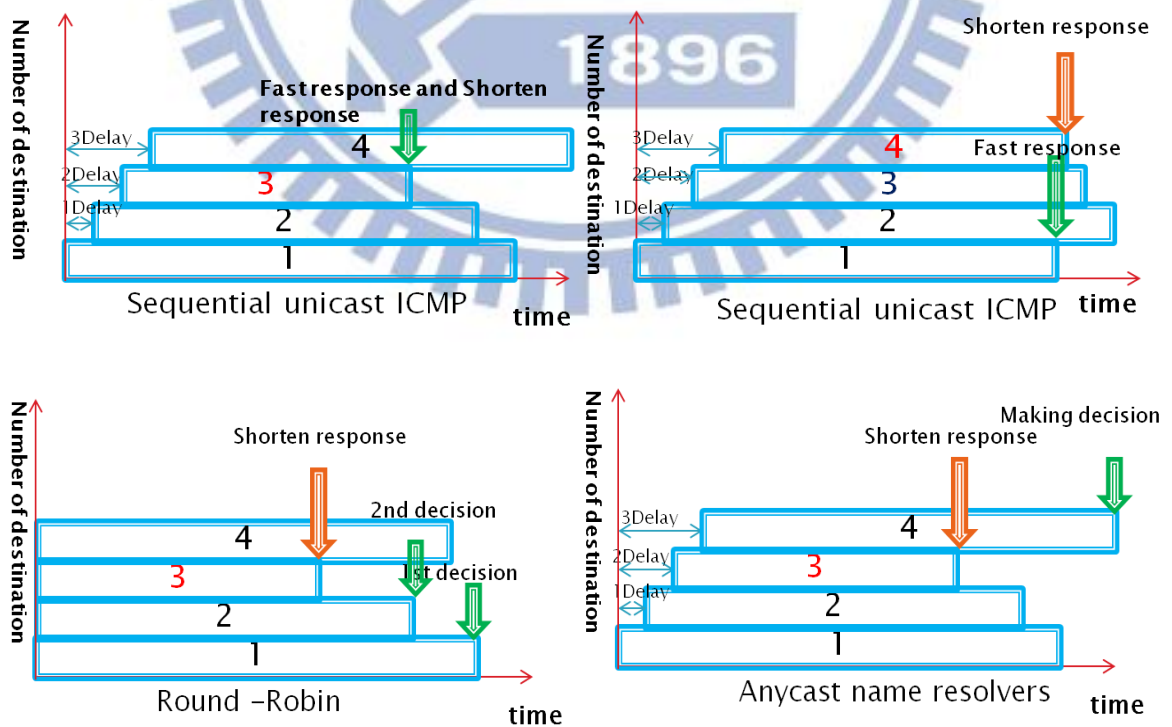 1896
Number of destination
Fast response and Shorten
response
3Delay
4
2Delay
3
1Delay
2
1
Sequential unicast ICMP
time
Number of destination
Shorten response
3Delay
4
Fast response
2Delay
3
1Delay
2
1
Sequential unicast ICMP
time
Number of destination
Shorten response
2nd decision
4
1st decision
3
2
1
Round –Robin
time
Number of destination
Making decision
Shorten response
3Delay
4
2Delay
3
1Delay
2
1
Anycast name resolvers
time